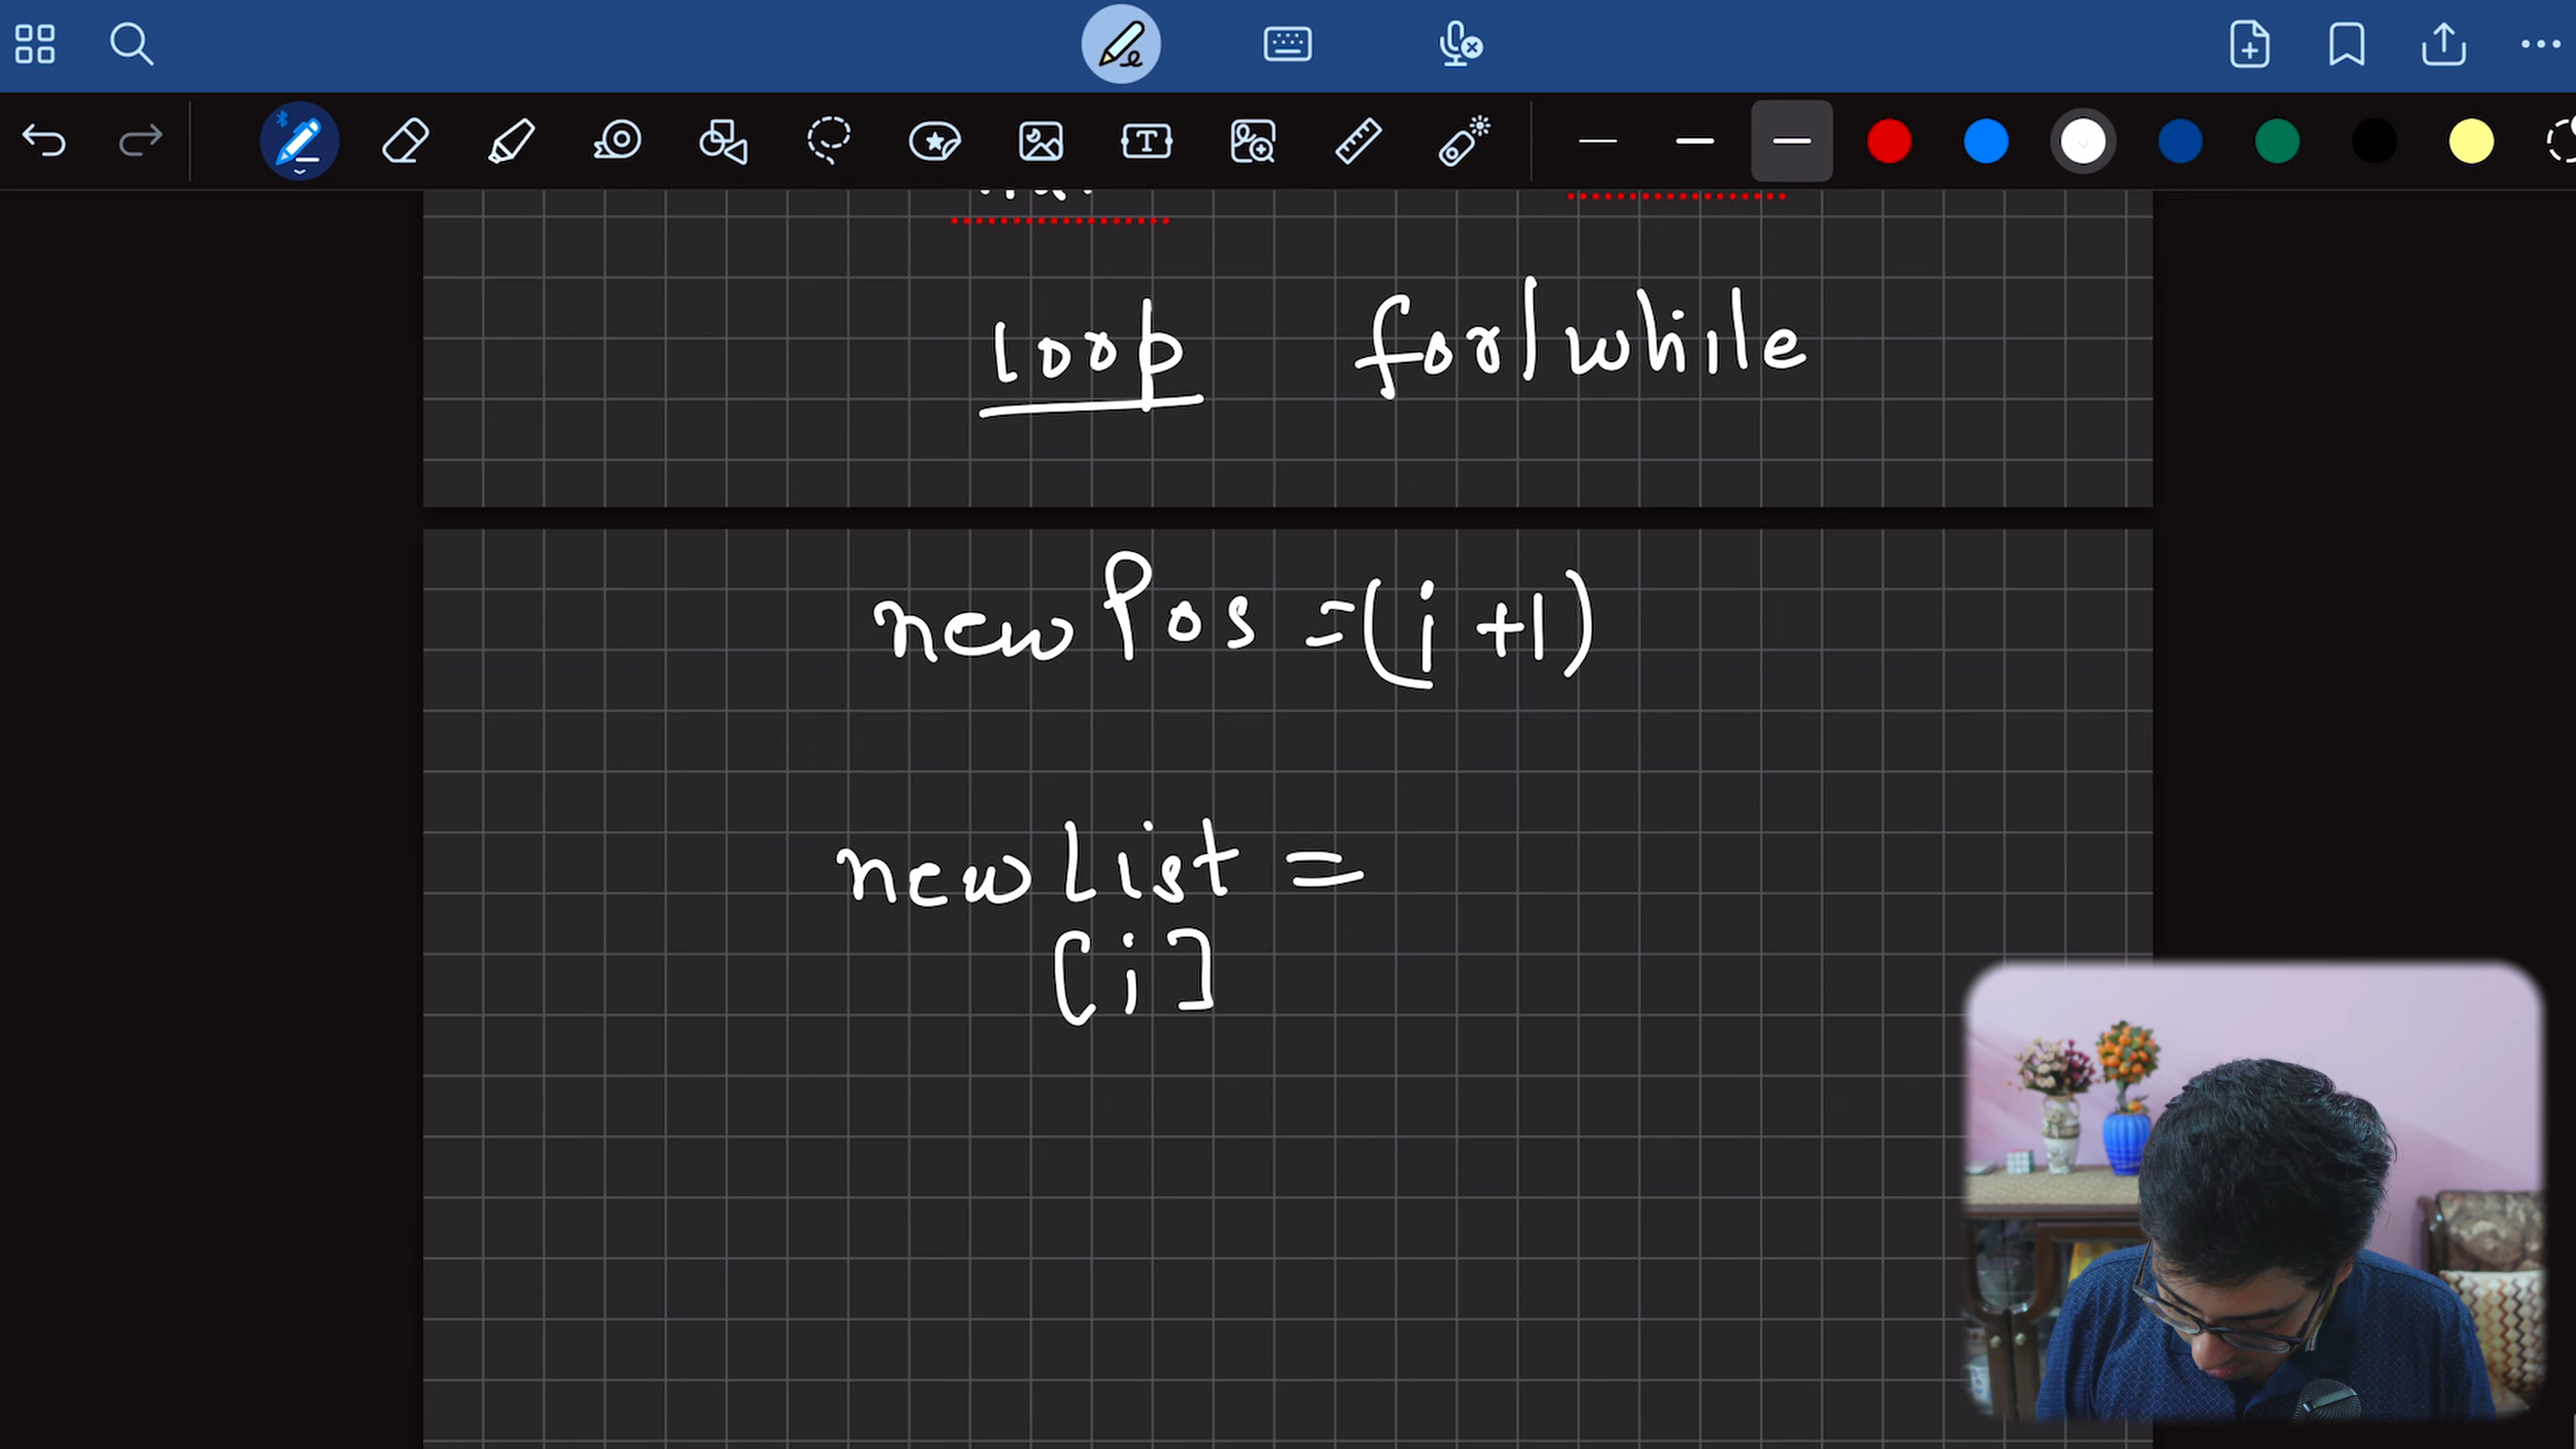 loop for/while
newPos =(i +1)
newList =
[i]